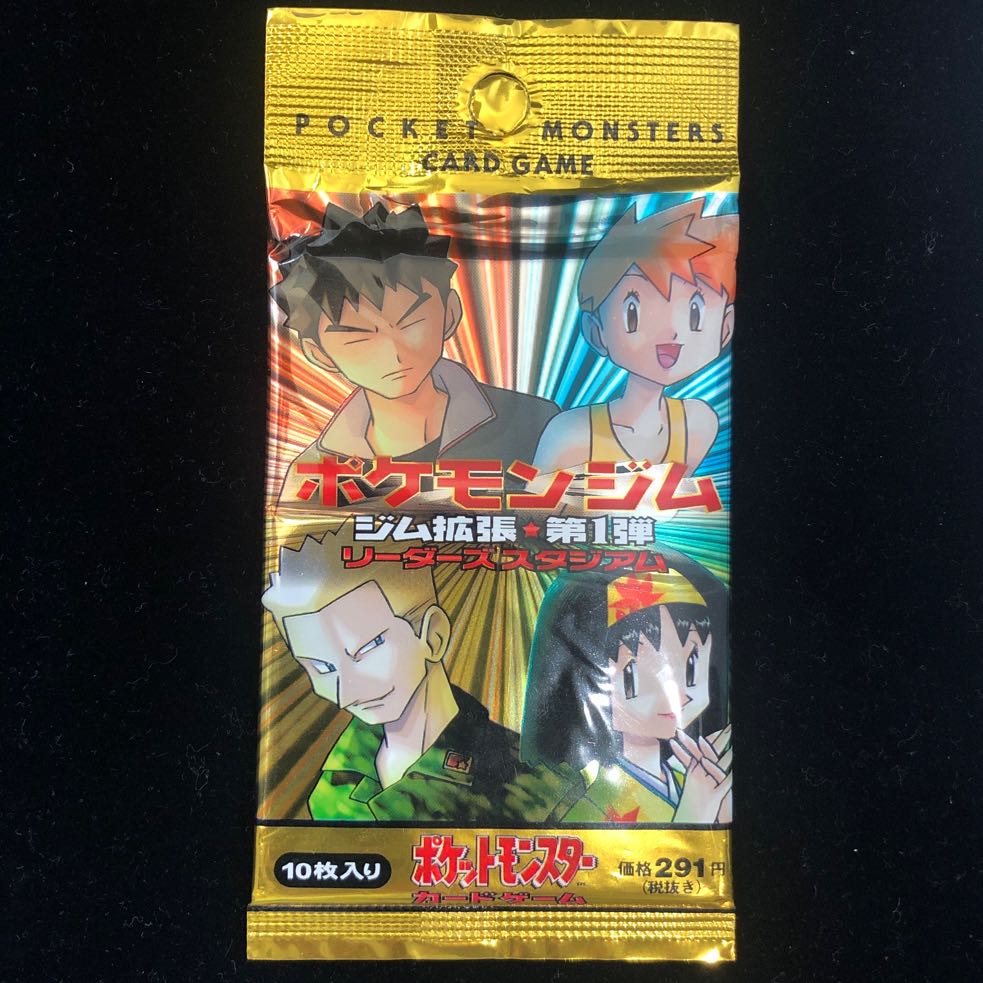 POCKET MONSTERS
CARD GAME
ポケモンジム
ジム拡張★第1弾
リーダーズスタジアム
10枚入り
ポケットモンスター
TM
カードゲーム
価格291円
(税抜き)